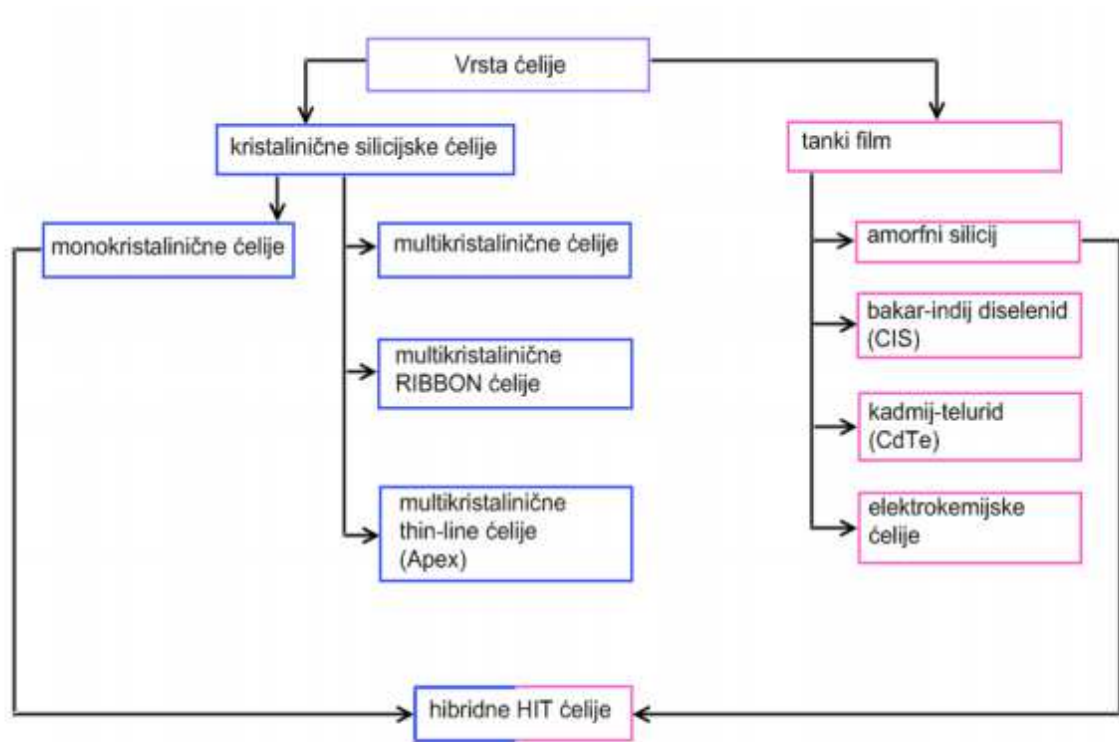 Vrsta ćelije
kristalinične silicijske ćelije
tanki film
monokristalinične ćelije
multikristalinične ćelije
amorfni silicij
bakar-indij diselenid
(CIS)
multikristalinične
RIBBON ćelije
kadmij-telurid
(CdTe)
multikristalinične
thin-line ćelije
(Apex)
elektrokemijske
ćelije
hibridne HIT ćelije